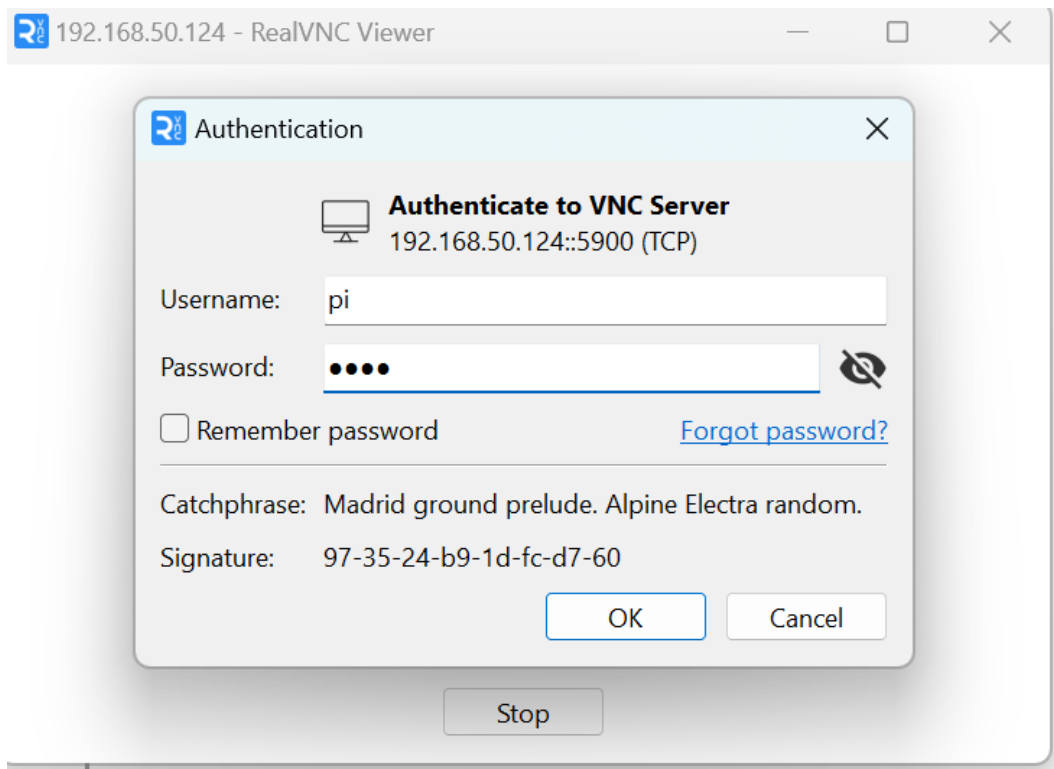 192.168.50.124 - RealVNC Viewer
Authentication
Authenticate to VNC Server
192.168.50.124::5900 (TCP)
Username: pi
Password: ●●●●
Remember password Forgot password?
Catchphrase: Madrid ground prelude. Alpine Electra random.
Signature: 97-35-24-b9-1d-fc-d7-60
OK Cancel
Stop